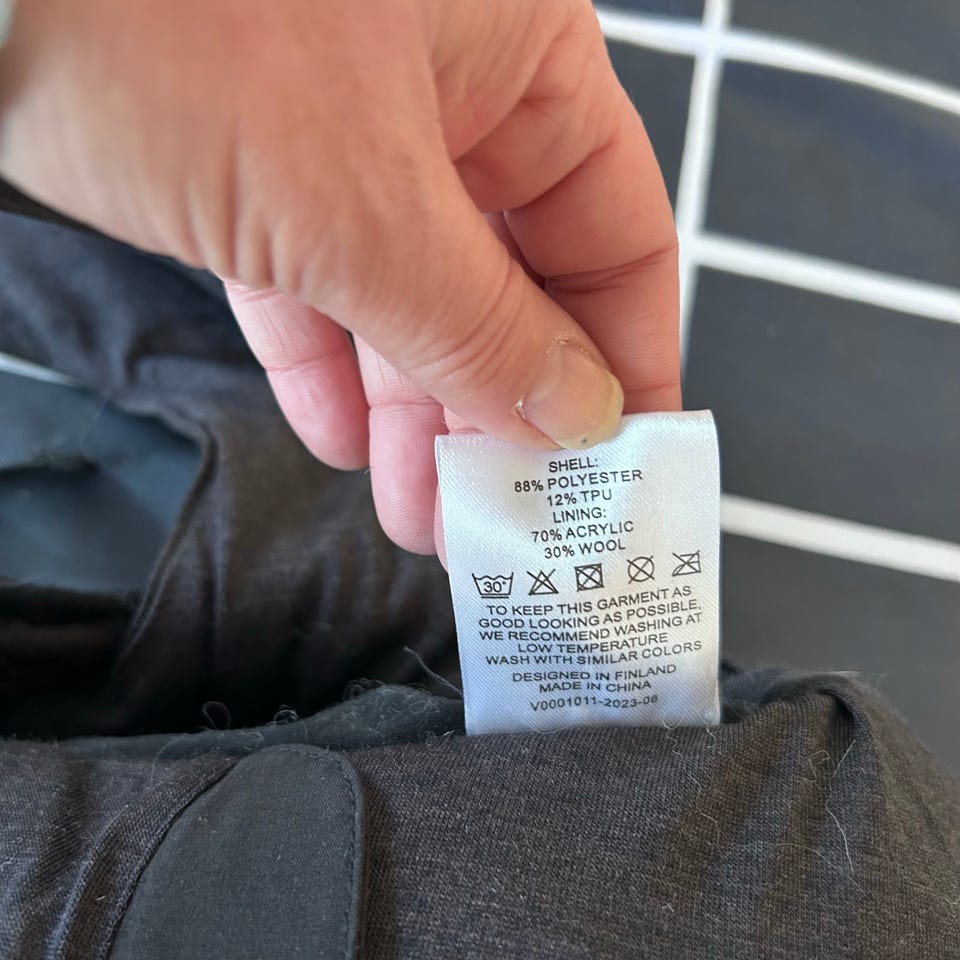 SHELL:
88% POLYESTER
12% TPU
LINING:
70% ACRYLIC
30% WOOL
30°
TO KEEP THIS GARMENT AS
GOOD LOOKING AS POSSIBLE,
WE RECOMMEND WASHING AT
LOW TEMPERATURE
WASH WITH SIMILAR COLORS
DESIGNED IN FINLAND
MADE IN CHINA
V0001011-2023-06